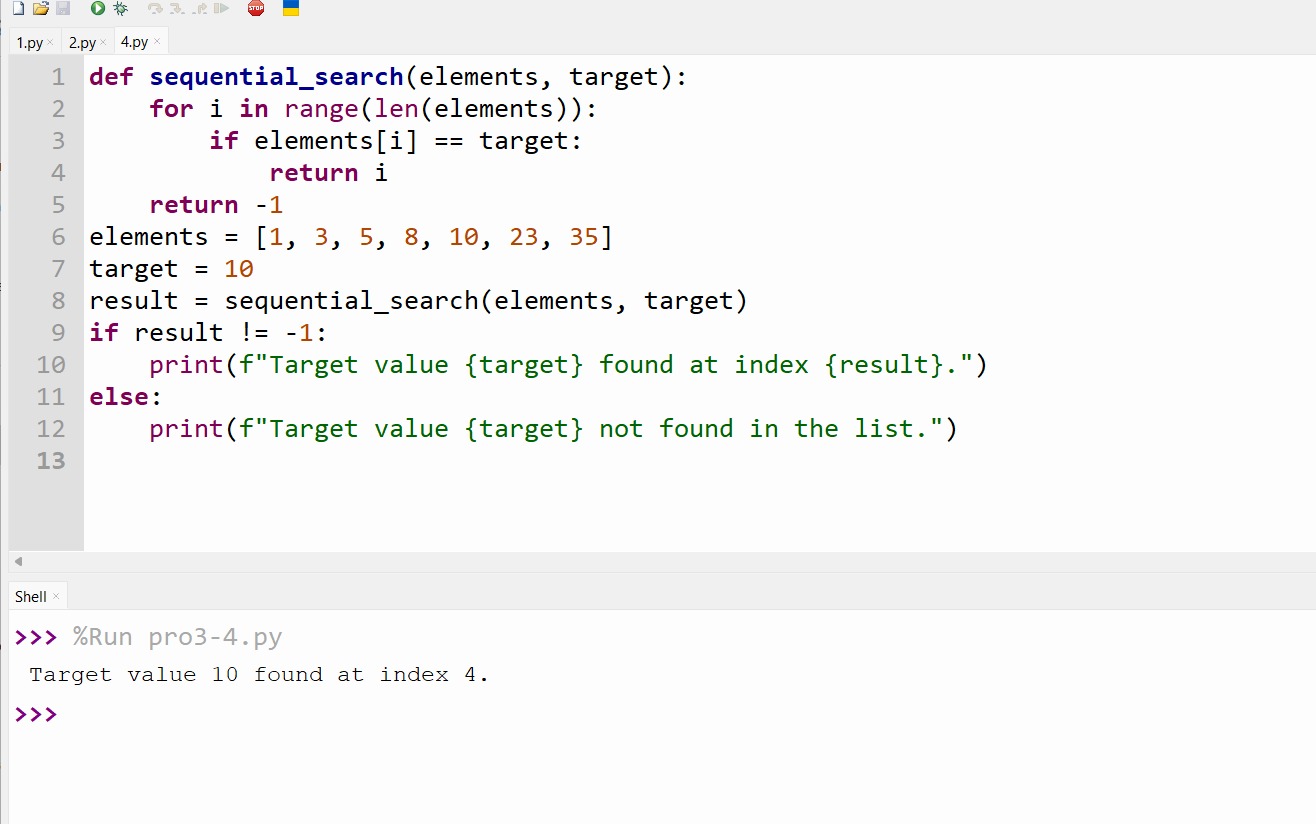 STOP
1.py × 2.py × 4.py ×
1 def sequential_search(elements, target):
2     for i in range(len(elements)):
3         if elements[i] == target:
4             return i
5     return -1
6 elements = [1, 3, 5, 8, 10, 23, 35]
7 target = 10
8 result = sequential_search(elements, target)
9 if result != -1:
10     print(f"Target value {target} found at index {result}.")
11 else:
12     print(f"Target value {target} not found in the list.")
13
Shell ×
>>> %Run pro3-4.py
Target value 10 found at index 4.
>>>